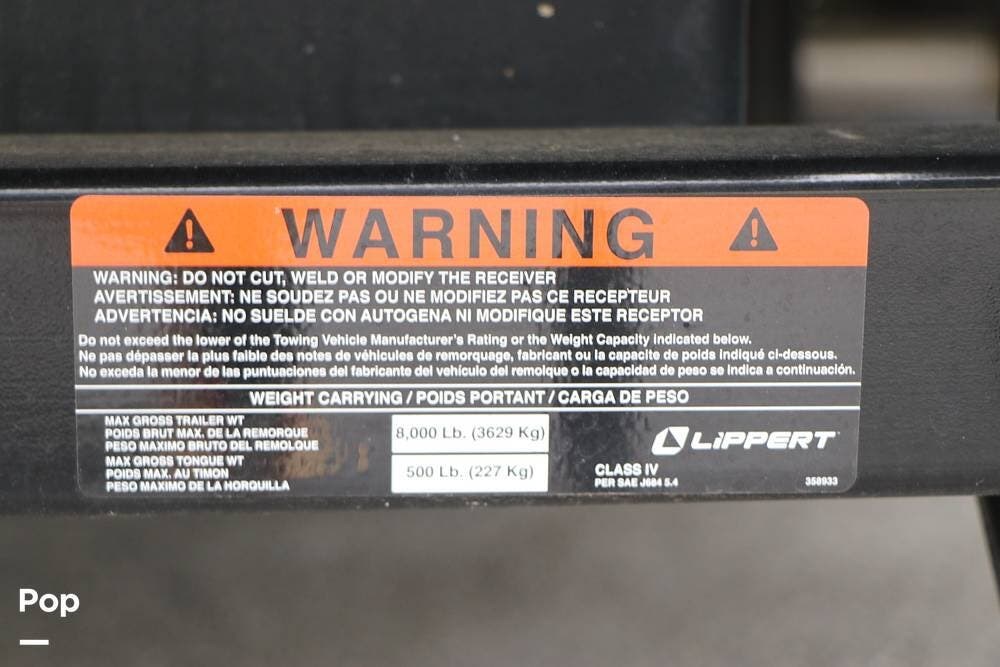 WARNING
WARNING: DO NOT CUT, WELD OR MODIFY THE RECEIVER
AVERTISSEMENT: NE SOUDEZ PAS OU NE MODIFIEZ PAS CE RECEPTEUR
ADVERTENCIA: NO SUELDE CON AUTOGENA NI MODIFIQUE ESTE RECEPTOR
Do not exceed the lower of the Towing Vehicle Manufacturer's Rating or the Weight Capacity indicated below.
Ne pas dépasser la plus faible des notes de véhicules de remorquage, fabricant ou la capacite de poids indiqué ci-dessous.
No exceda la menor de las puntuaciones del fabricante del vehículo del remolque o la capacidad de peso se indica a continuación.
WEIGHT CARRYING / POIDS PORTANT / CARGA DE PESO
MAX GROSS TRAILER WT
POIDS BRUT MAX. DE LA REMORQUE
PESO MAXIMO BRUTO DEL REMOLQUE
8,000 Lb. (3629 Kg)
MAX GROSS TONGUE WT
POIDS MAX. AU TIMON
PESO MAXIMO DE LA HORQUILLA
500 Lb. (227 Kg)
LIPPERT
CLASS IV
PER SAE J684 5.4
358933
Pop